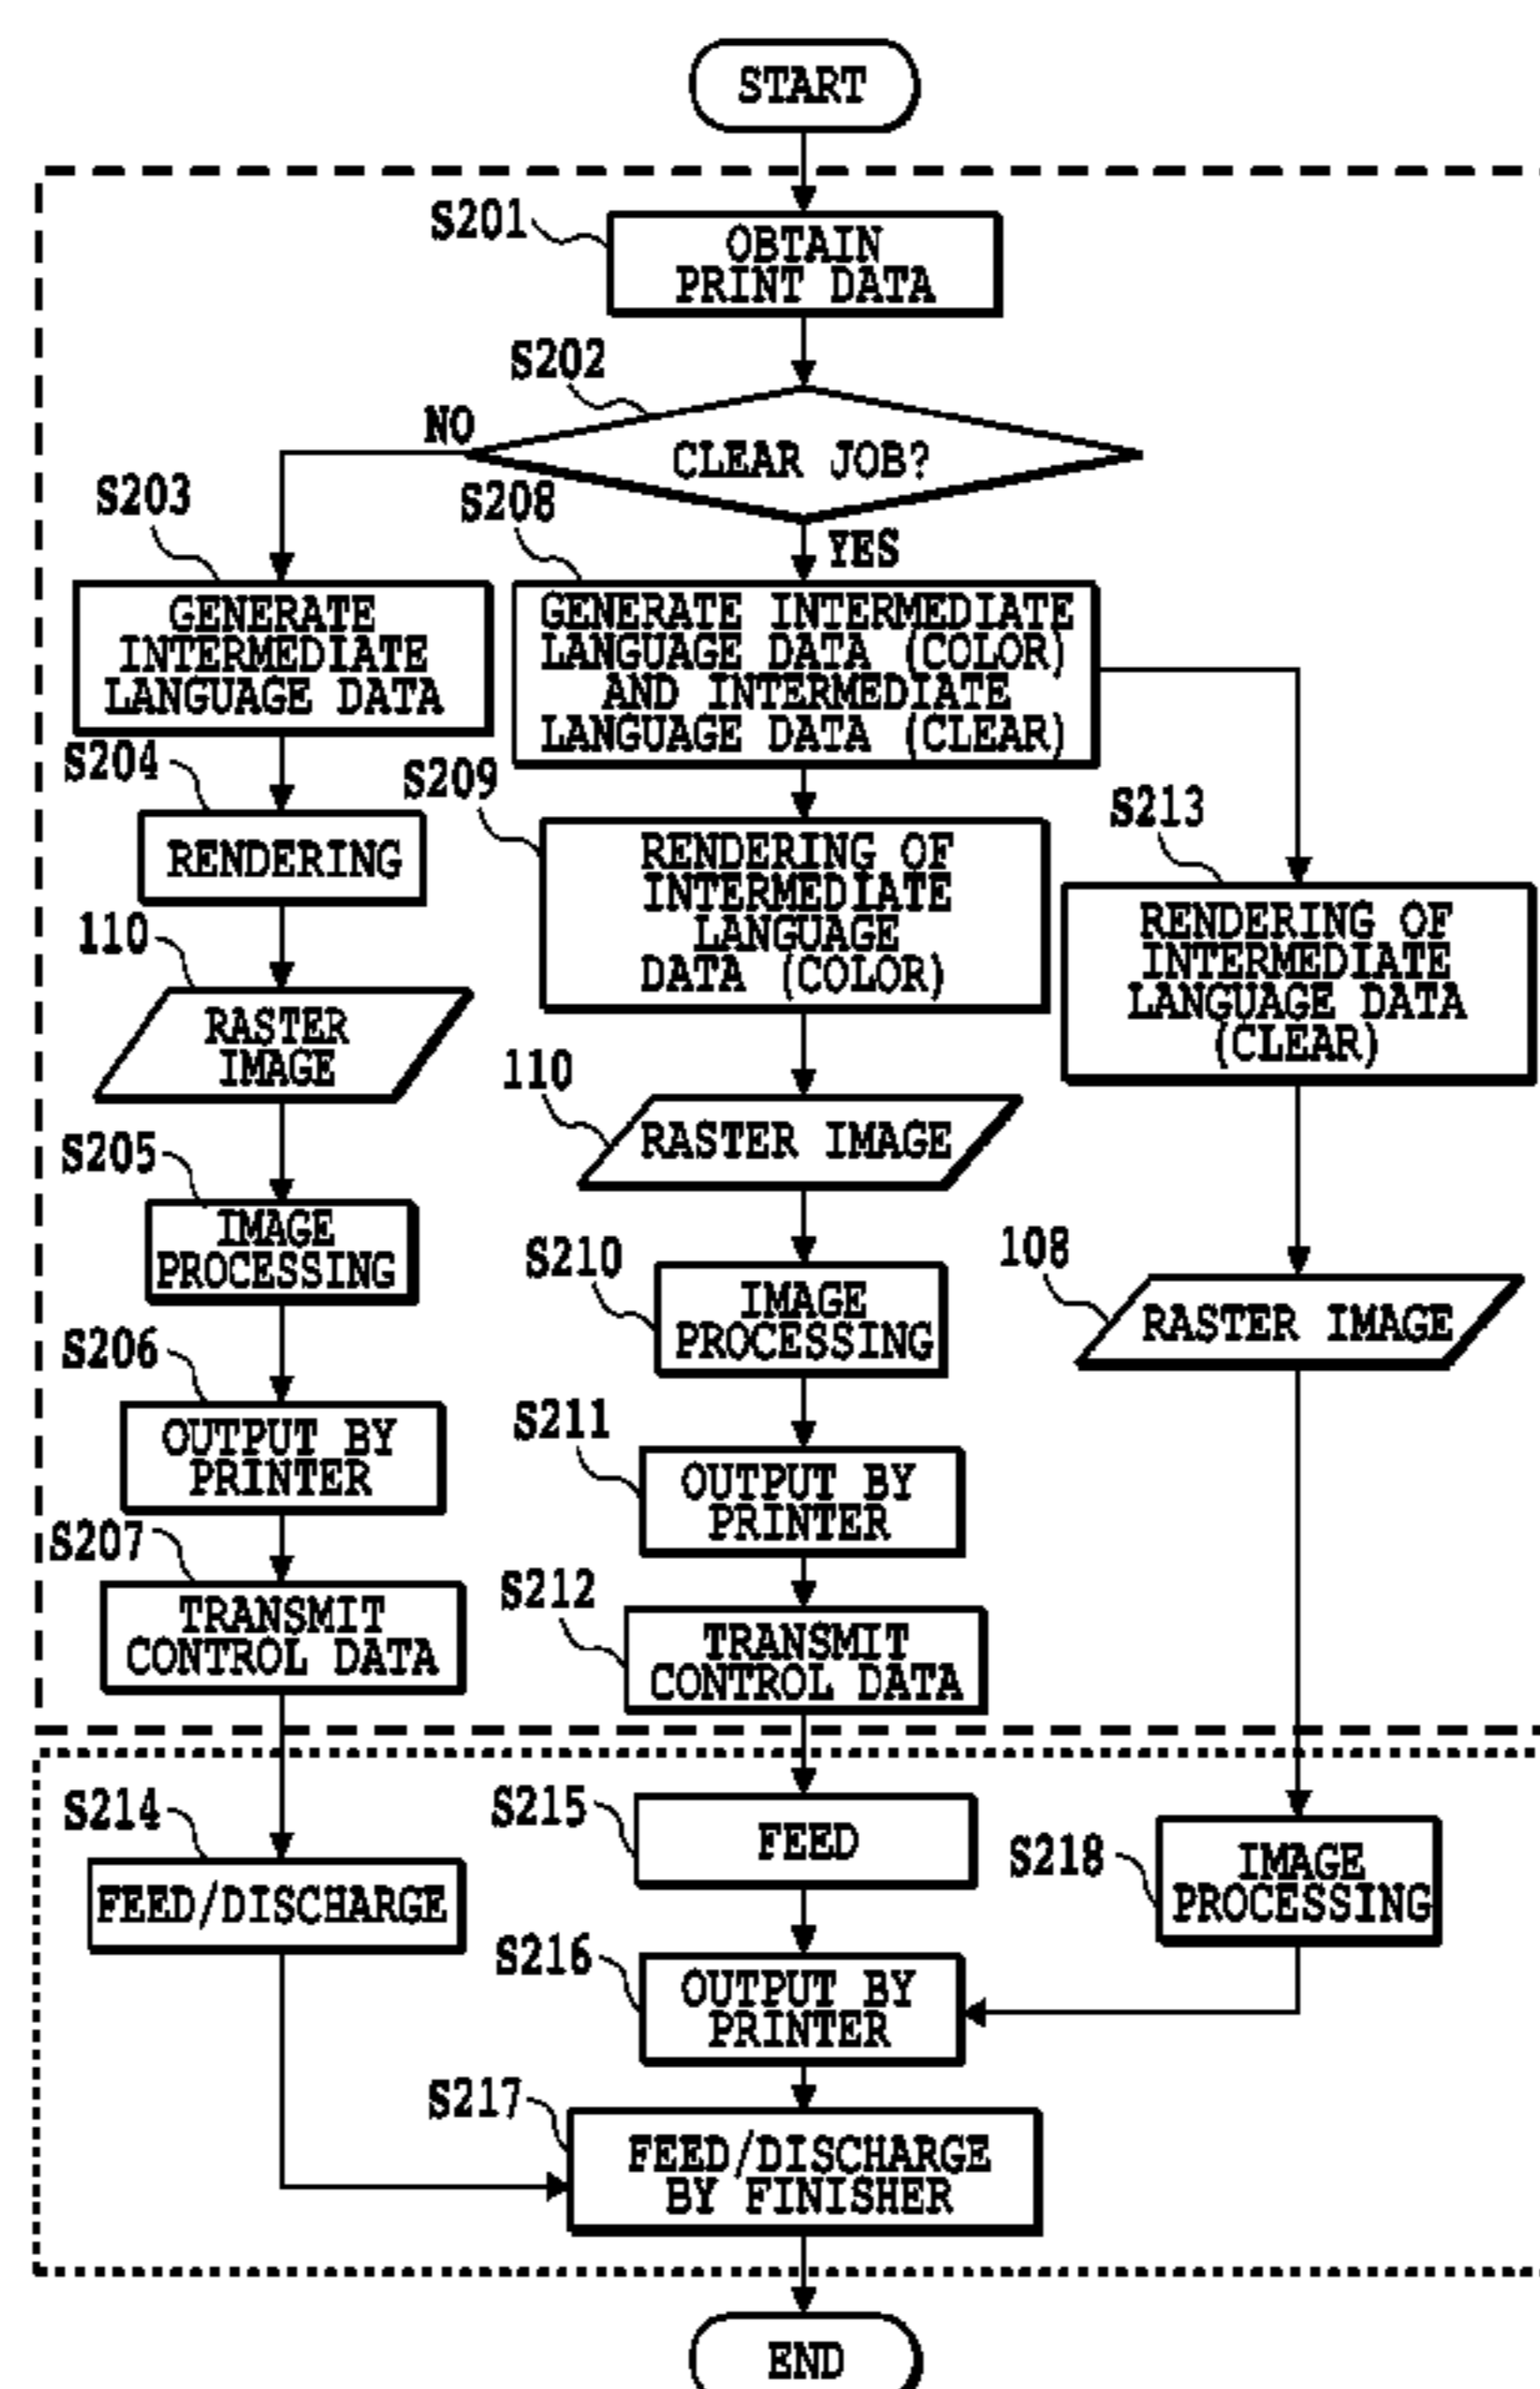 START
S201
OBTAIN
PRINT DATA
S202
NO
CLEAR JOB?
YES
S203
GENERATE
INTERMEDIATE
LANGUAGE DATA
S204
RENDERING
110
RASTER
IMAGE
S205
IMAGE
PROCESSING
S206
OUTPUT BY
PRINTER
S207
TRANSMIT
CONTROL DATA
S208
GENERATE INTERMEDIATE
LANGUAGE DATA (COLOR)
AND INTERMEDIATE
LANGUAGE DATA (CLEAR)
S209
RENDERING OF
INTERMEDIATE
LANGUAGE
DATA (COLOR)
110
RASTER IMAGE
S210
IMAGE
PROCESSING
S211
OUTPUT BY
PRINTER
S212
TRANSMIT
CONTROL DATA
S213
RENDERING OF
INTERMEDIATE
LANGUAGE DATA
(CLEAR)
108
RASTER IMAGE
S214
FEED/DISCHARGE
S215
FEED
S218
IMAGE
PROCESSING
S216
OUTPUT BY
PRINTER
S217
FEED/DISCHARGE
BY FINISHER
END